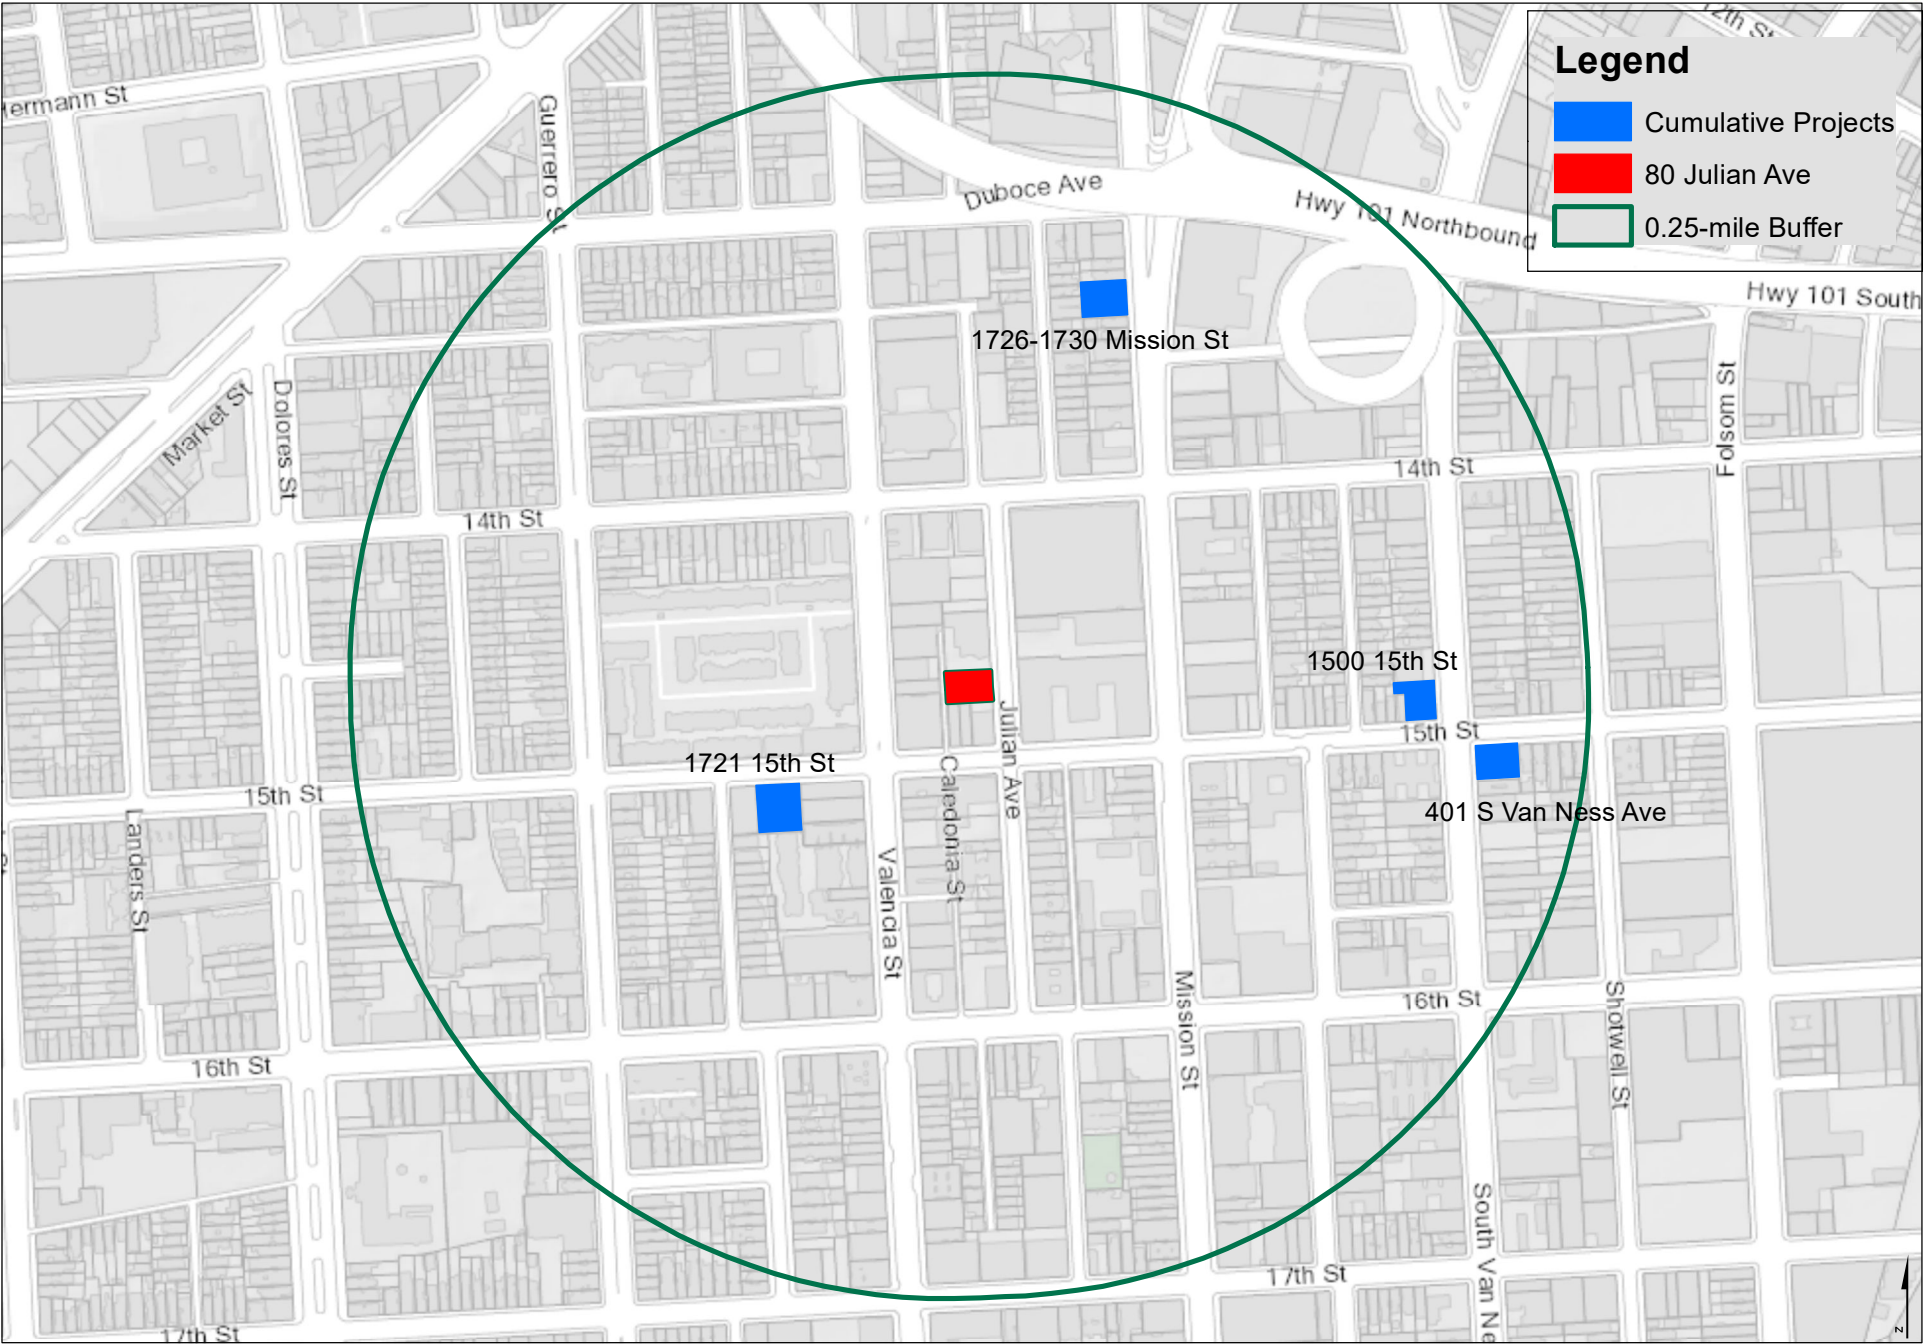 12th St
Legend
Cumulative Projects
80 Julian Ave
0.25-mile Buffer
Hermann St
Guerrero St
Duboce Ave
Hwy 101 Northbound
Hwy 101 South
1726-1730 Mission St
Market St
Dolores St
Folsom St
14th St
14th St
1500 15th St
15th St
Julian Ave
1721 15th St
Caledonia St
15th St
401 S Van Ness Ave
Landers St
Valencia St
Mission St
16th St
Shotwell St
16th St
South Van Ne
17th St
17th St
z